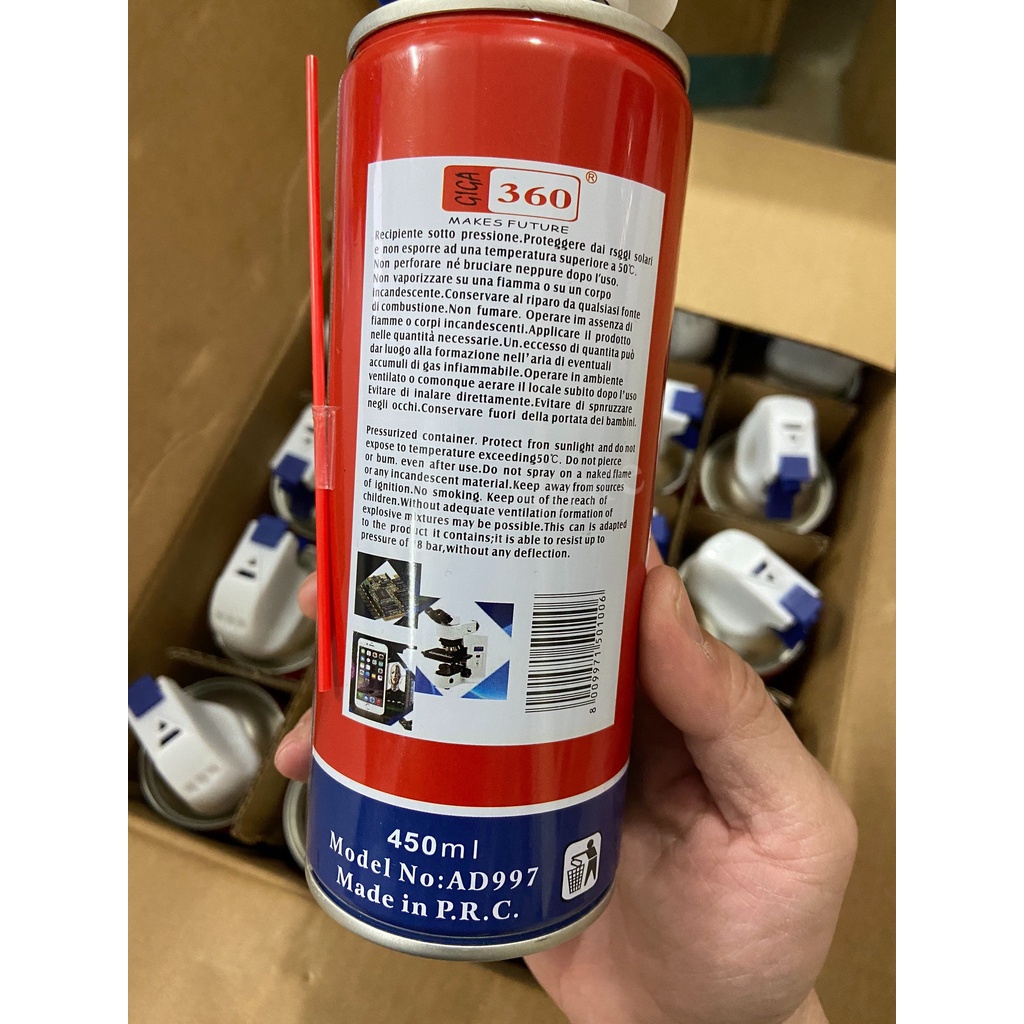 GIGA 360®
MAKES FUTURE
Recipiente sotto pressione.Proteggere dai rsggl solari
e non esporre ad una temperatura superiore a 50℃.
Non perforare né bruciare neppure dopo l'uso.
Non vaporizzare su una fiamma o su un corpo
incandescente.Conservare al riparo da qualsiasi fonte
di combustione.Non fumare. Operare im assenza di
fiamme o corpi incandescenti.Applicare il prodotto
nelle quantità necessarie.Un.eccesso di quantita può
dar luogo alla formazione nell'aria di eventuali
accumuli di gas infiammabile.Operare in ambiente
ventilato o comonque aerare il locale subito dopo l'uso
Evitare di inalare direttamente.Evitare di spnruzzare
negli occhi.Conservare fuori della portata dei bambini.
Pressurized container. Protect fron sunlight and do not
expose to temperature exceeding50℃. Do not pierce
or bum. even after use.Do not spray on a naked flame
or any incandescent material.Keep away from sources
of ignition.No smoking. Keep out of the reach of
children.Without adequate ventilation formation of
explosive mixtures may be possible.This can is adapted
to the product it contains;it is able to resist up to
pressure of 18 bar,without any deflection.
8 009971 501006
450ml
Model No:AD997
Made in P.R.C.